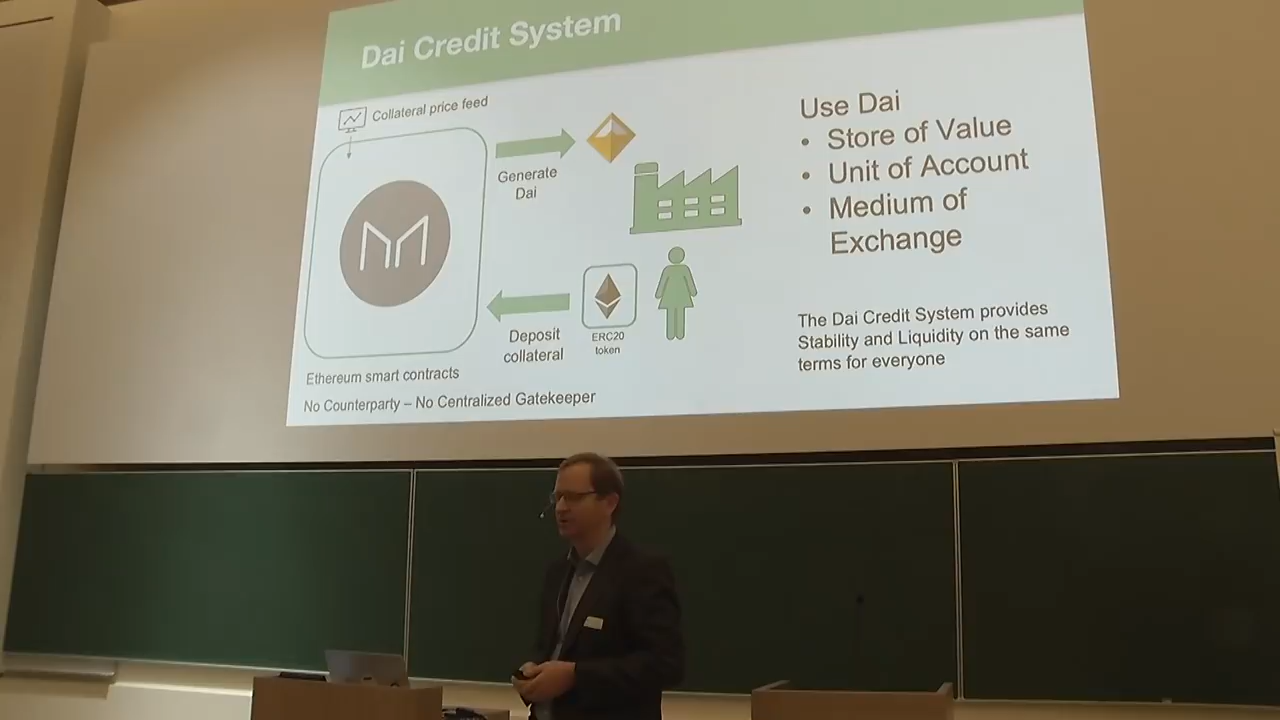 Dai Credit System
Collateral price feed
Generate
Dai
Deposit
collateral
ERC20
token
Ethereum smart contracts
No Counterparty – No Centralized Gatekeeper
Use Dai
• Store of Value
• Unit of Account
• Medium of
Exchange
The Dai Credit System provides
Stability and Liquidity on the same
terms for everyone